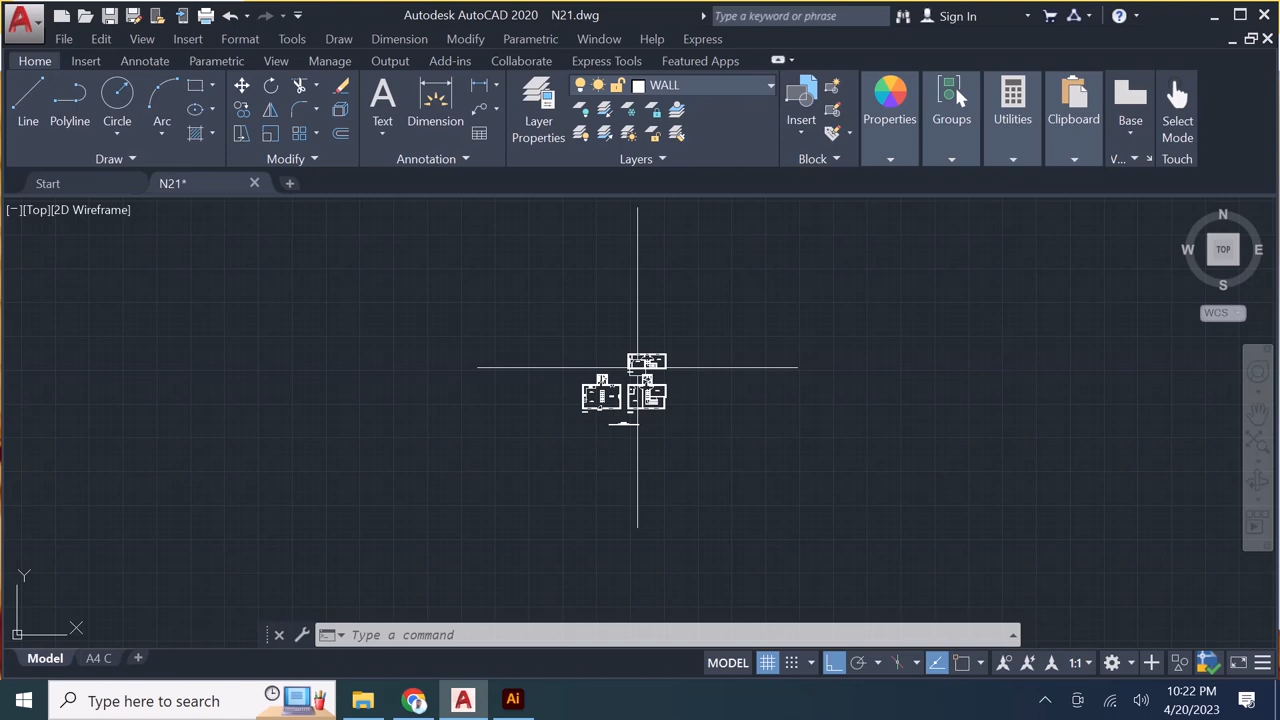 Autodesk AutoCAD 2020 N21.dwg
Type a keyword or phrase
Sign In
File Edit View Insert Format Tools Draw Dimension Modify Parametric Window Help Express
Home Insert Annotate Parametric View Manage Output Add-ins Collaborate Express Tools Featured Apps
WALL
Line Polyline Circle Arc
Text Dimension
Layer Properties
Insert
Properties Groups Utilities Clipboard Base
Select Mode
Draw Modify Annotation Layers Block V... Touch
Start N21*
[−][Top][2D Wireframe]
N
W TOP E
S
WCS
Y
X
Type a command
Model A4 C
MODEL 1:1
Type here to search
A Ai
10:22 PM
4/20/2023